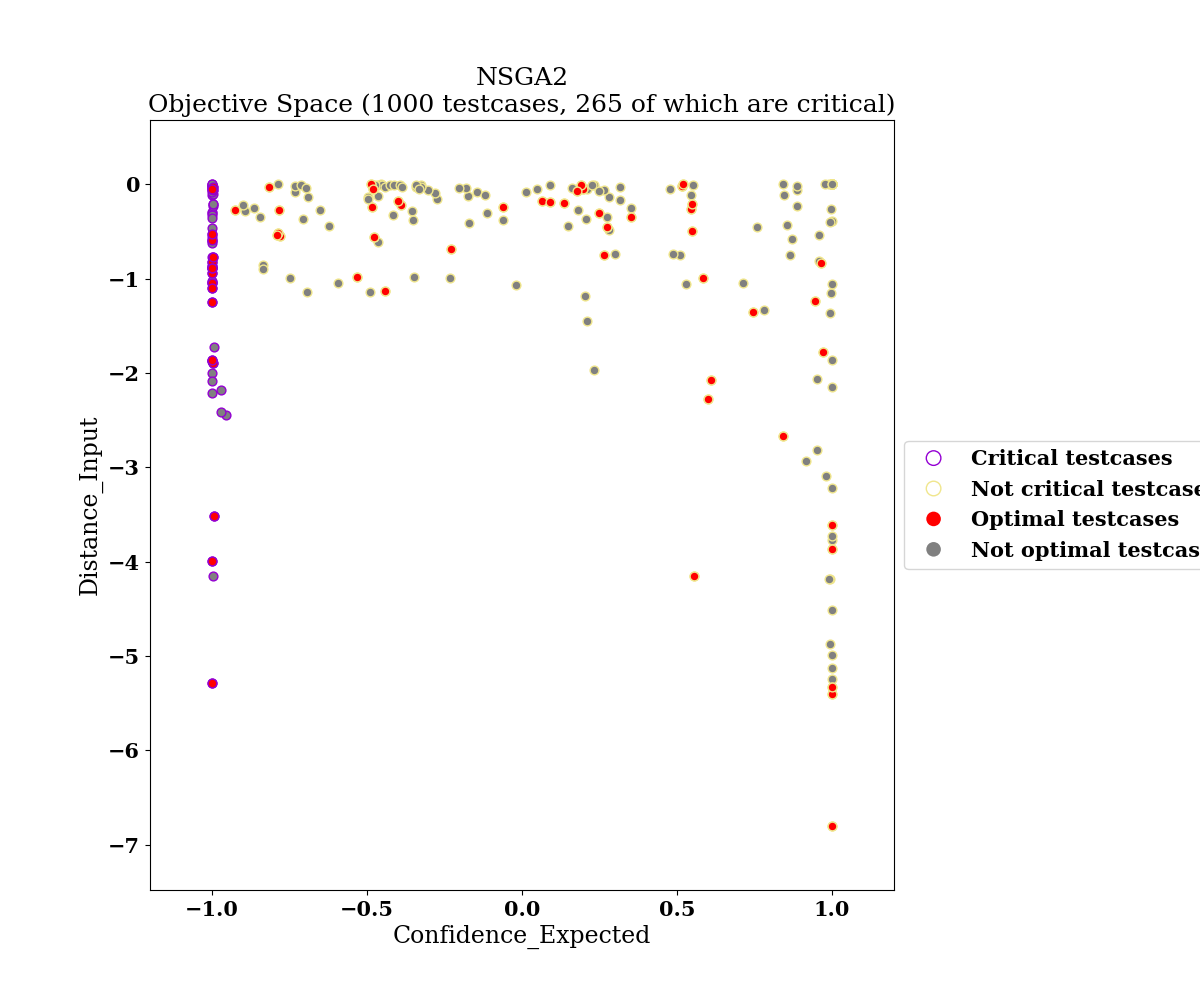 NSGA2
Objective Space (1000 testcases, 265 of which are critical)
0
−1
−2
−3
−4
−5
−6
−7
Distance_Input
−1.0
−0.5
0.0
0.5
1.0
Confidence_Expected
Critical testcases
Not critical testcase
Optimal testcases
Not optimal testcas